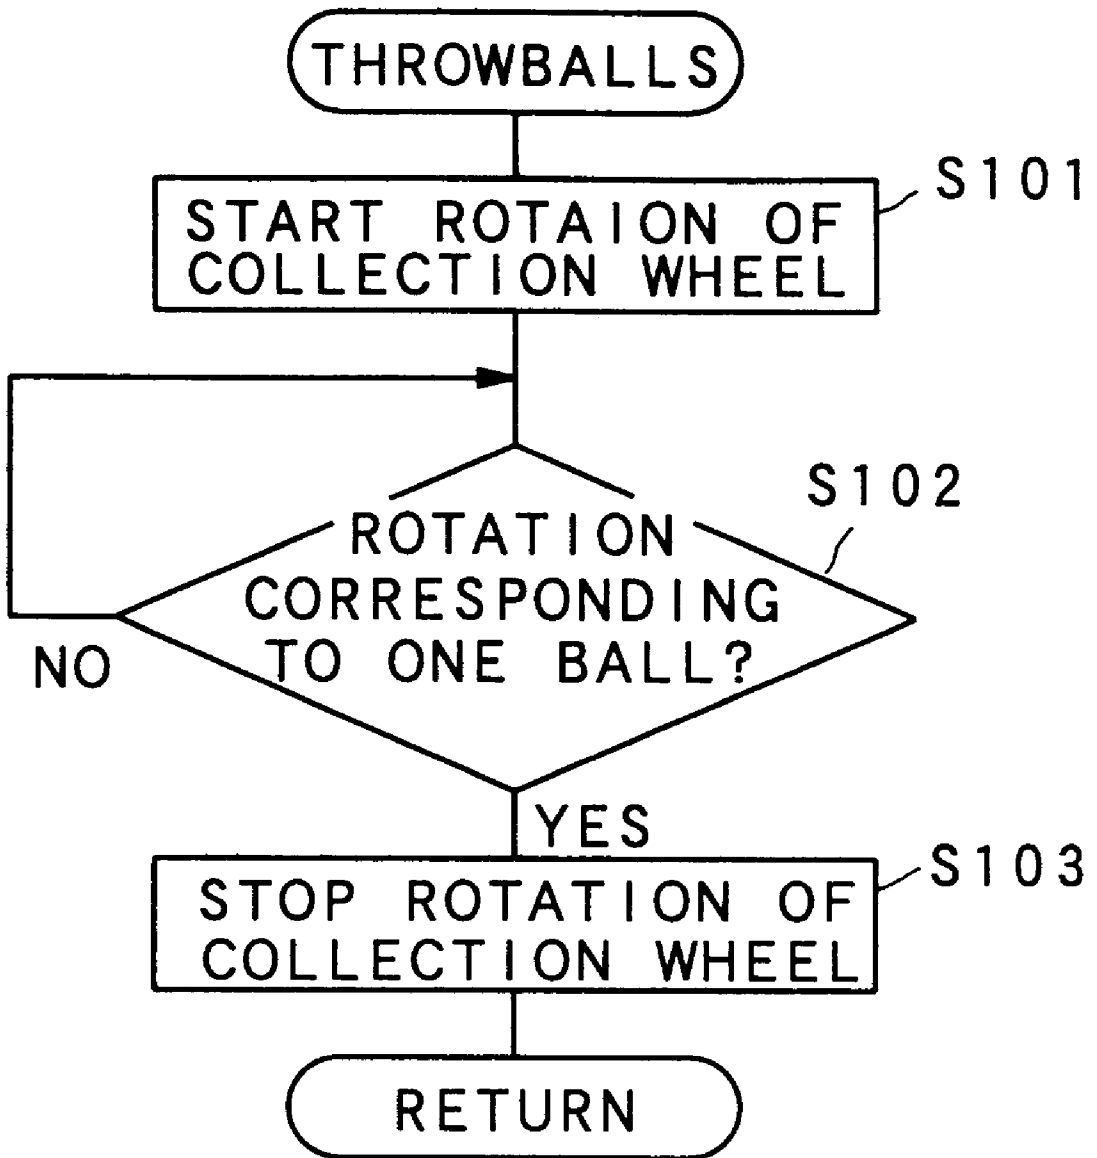 THROWBALLS
S101
START ROTAION OF
COLLECTION WHEEL
S102
ROTATION
CORRESPONDING
TO ONE BALL?
NO
YES
S103
STOP ROTATION OF
COLLECTION WHEEL
RETURN